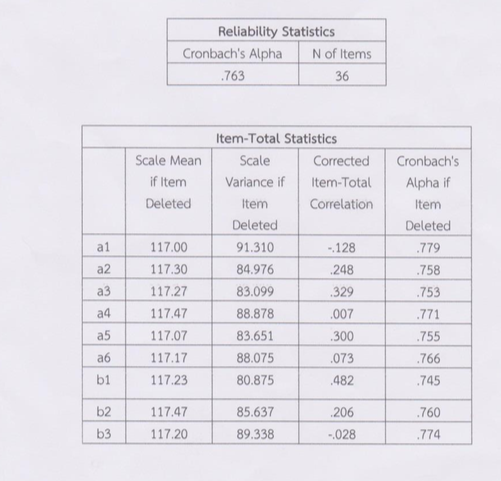 Reliability Statistics
Cronbach's Alpha N of Items
.763 36
Item-Total Statistics
Scale Mean if Item Deleted Scale Variance if Item Deleted Corrected Item-Total Correlation Cronbach's Alpha if Item Deleted
a1 117.00 91.310 -.128 .779
a2 117.30 84.976 .248 .758
a3 117.27 83.099 .329 .753
a4 117.47 88.878 .007 .771
a5 117.07 83.651 .300 .755
a6 117.17 88.075 .073 .766
b1 117.23 80.875 .482 .745
b2 117.47 85.637 .206 .760
b3 117.20 89.338 -.028 .774